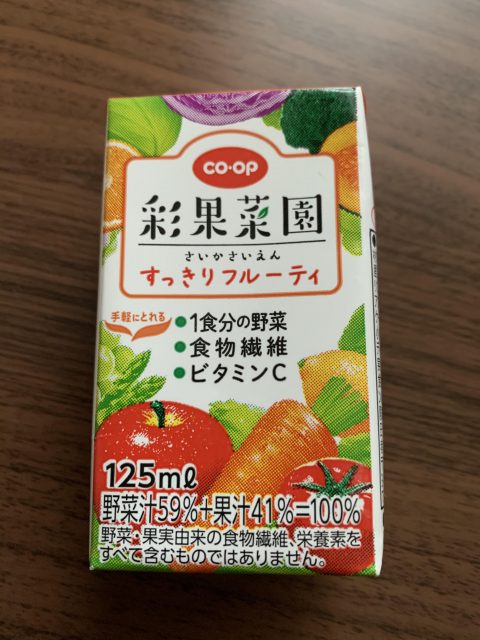 CO・OP
彩果菜園
さいかさいえん
すっきりフルーティ
手軽にとれる
●1食分の野菜
●食物繊維
●ビタミンC
125ml
野菜汁59%+果汁41%=100%
野菜・果実由来の食物繊維、栄養素を
すべて含むものではありません。